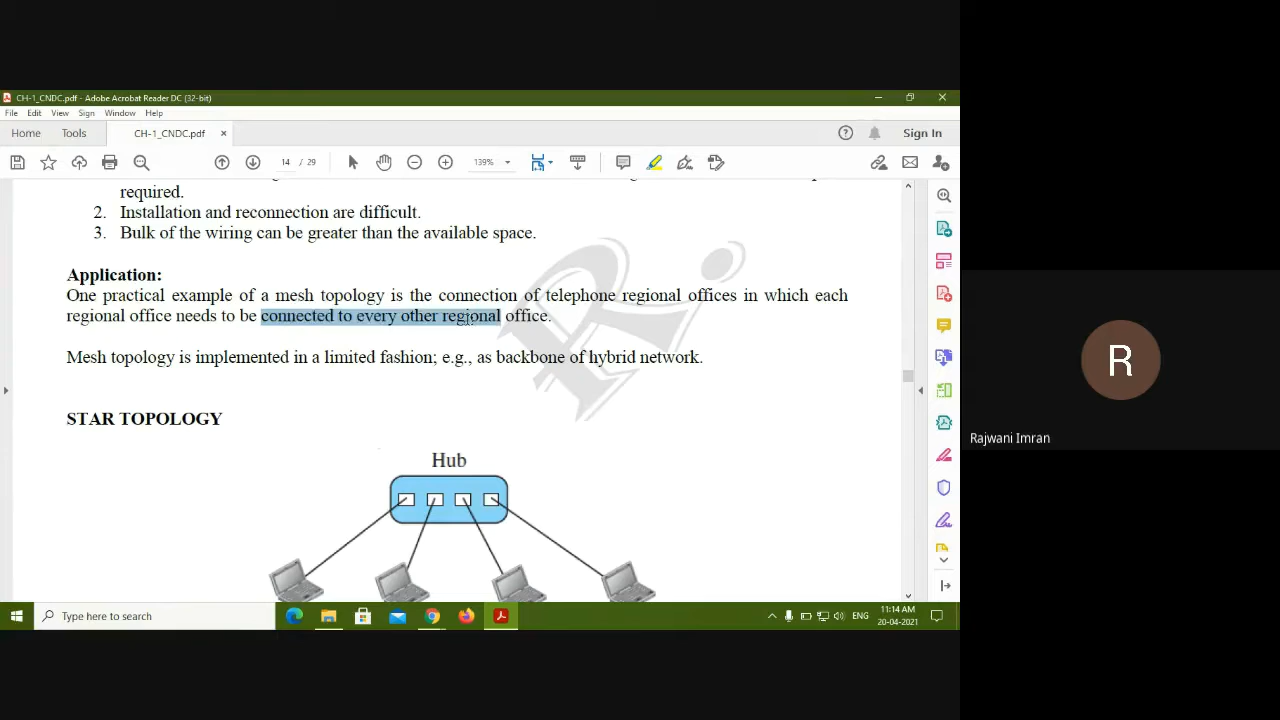 CH-1_CNDC.pdf - Adobe Acrobat Reader DC (32-bit)
File Edit View Sign Window Help
Home Tools CH-1_CNDC.pdf × Sign In
14 / 29 139%
required.
2. Installation and reconnection are difficult.
3. Bulk of the wiring can be greater than the available space.
Application:
One practical example of a mesh topology is the connection of telephone regional offices in which each
regional office needs to be connected to every other regional office.
Mesh topology is implemented in a limited fashion; e.g., as backbone of hybrid network.
STAR TOPOLOGY
Hub
R
Rajwani Imran
Type here to search
ENG
11:14 AM
20-04-2021